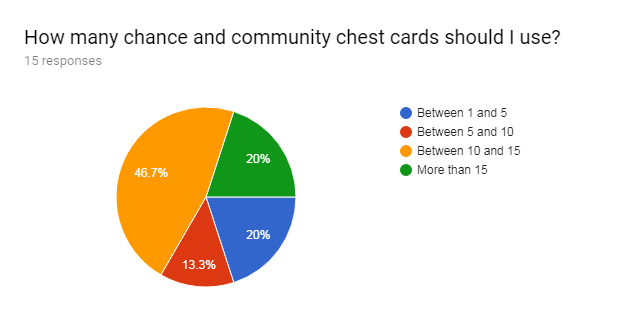 How many chance and community chest cards should I use?
15 responses
Between 1 and 5
Between 5 and 10
Between 10 and 15
More than 15
46.7%
20%
20%
13.3%